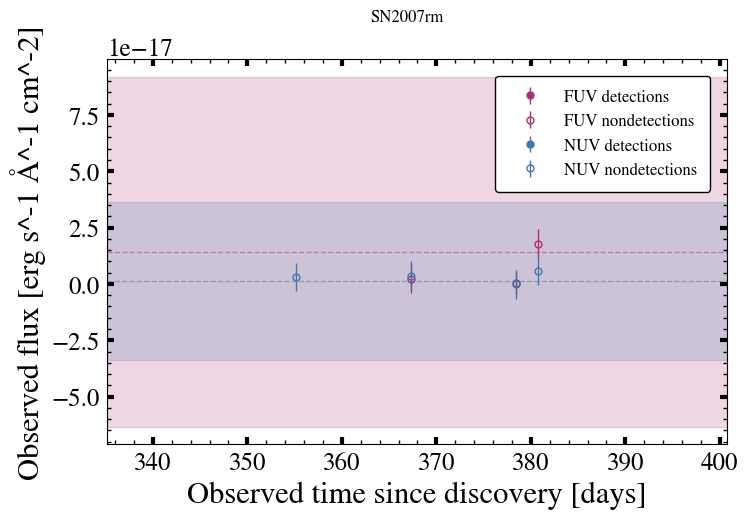 SN2007rm
1e−17
Observed flux [erg s^-1 Å^-1 cm^-2]
7.5
5.0
2.5
0.0
−2.5
−5.0
FUV detections
FUV nondetections
NUV detections
NUV nondetections
340 350 360 370 380 390 400
Observed time since discovery [days]